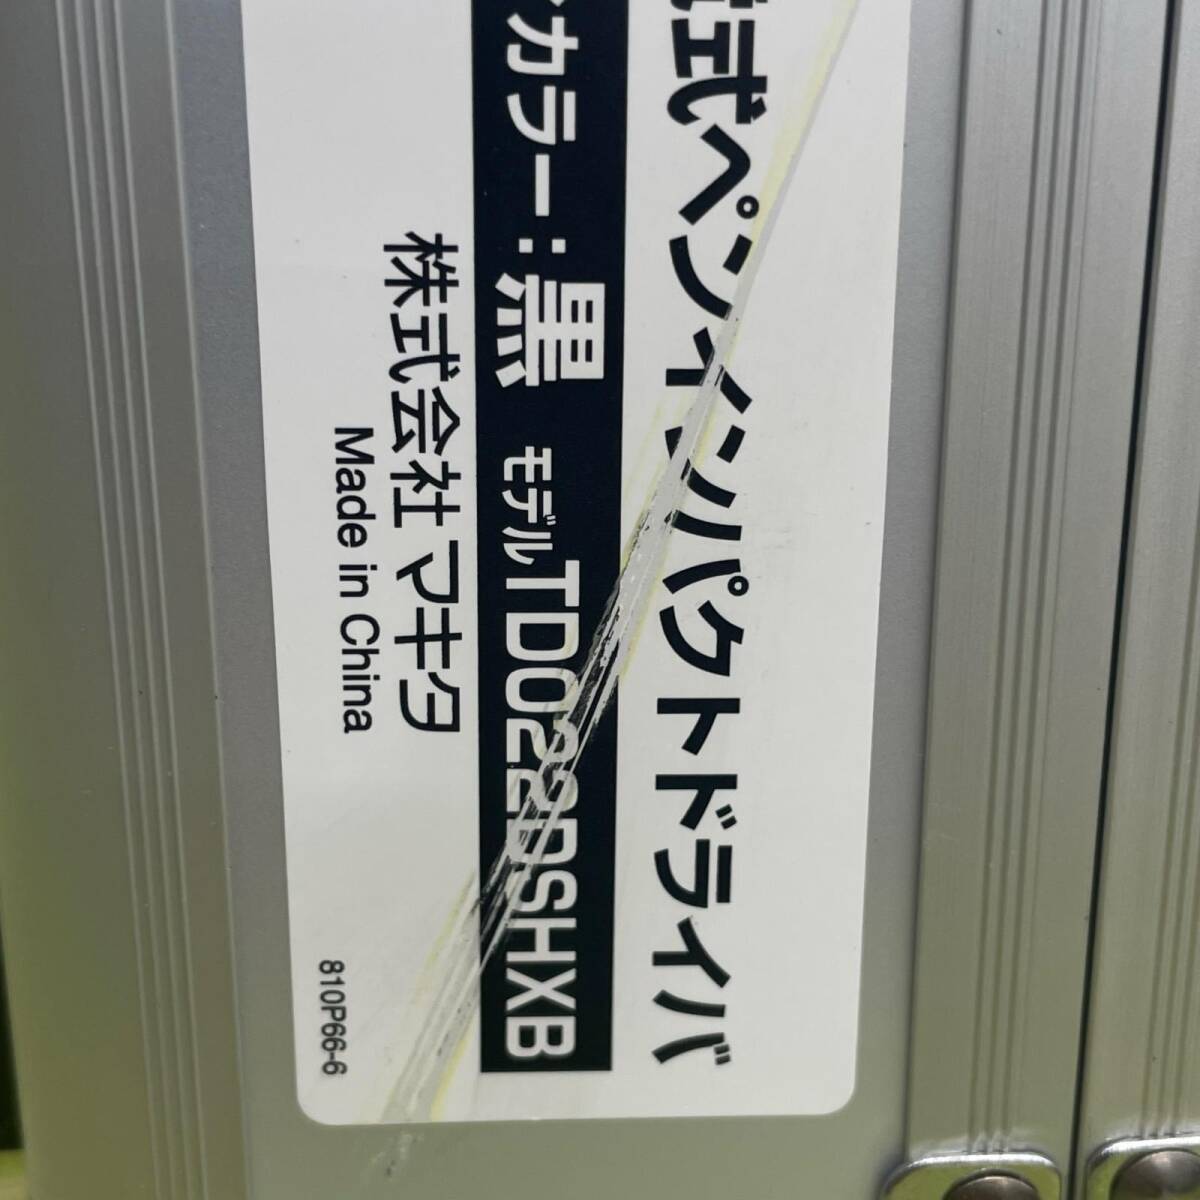 式ペンインパクトドライバ
カラー：黒 モデルTD022DSHXB
株式会社マキタ
Made in China
810P66-6